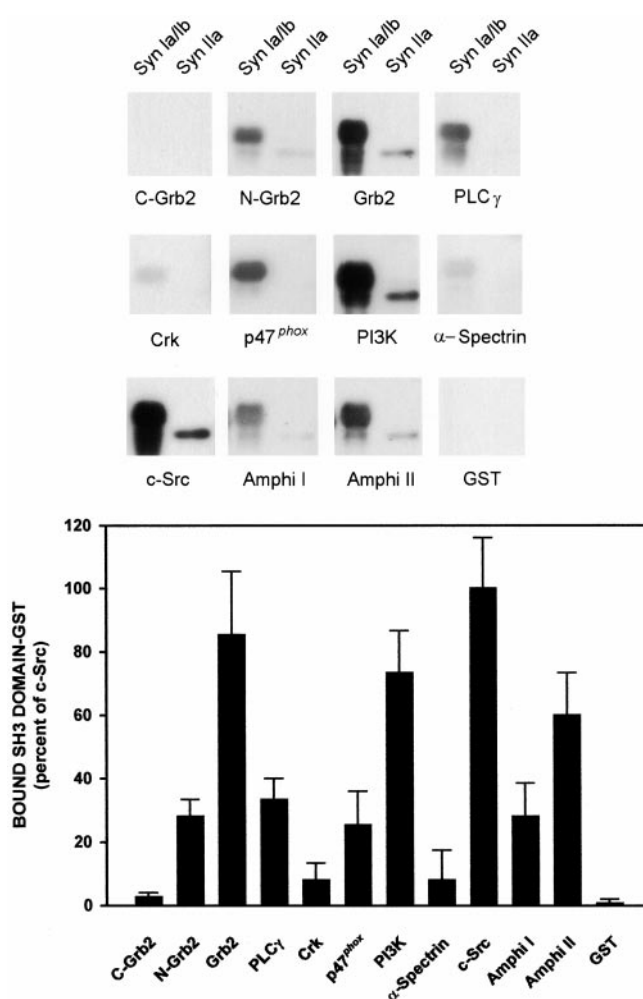 Syn Ia/Ib Syn IIa Syn Ia/Ib Syn IIa Syn Ia/Ib Syn IIa Syn Ia/Ib Syn IIa
C-Grb2 N-Grb2 Grb2 PLCγ
Crk p47phox PI3K α-Spectrin
c-Src Amphi I Amphi II GST
BOUND SH3 DOMAIN-GST
(percent of c-Src)
120
100
80
60
40
20
0
C-Grb2 N-Grb2 Grb2 PLCγ Crk p47phox PI3K α-Spectrin c-Src Amphi I Amphi II GST